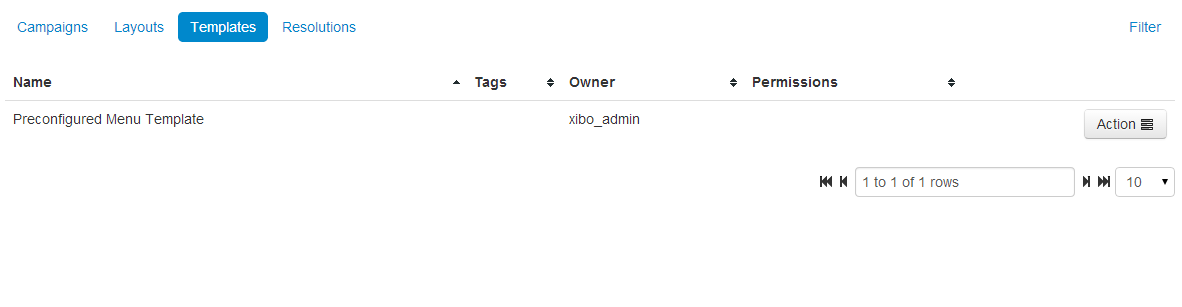 Campaigns Layouts Templates Resolutions Filter
Name Tags Owner Permissions
Preconfigured Menu Template xibo_admin Action
1 to 1 of 1 rows 10